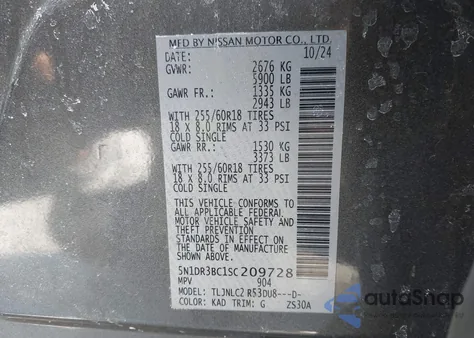 MFD BY NISSAN MOTOR CO., LTD.
DATE: 10/24
GVWR: 2676 KG
5900 LB
GAWR FR.: 1335 KG
2943 LB
WITH 255/60R18 TIRES
18 X 8.0 RIMS AT 33 PSI
COLD SINGLE
GAWR RR.: 1530 KG
3373 LB
WITH 255/60R18 TIRES
18 X 8.0 RIMS AT 33 PSI
COLD SINGLE
THIS VEHICLE CONFORMS TO ALL
APPLICABLE FEDERAL
MOTOR VEHICLE SAFETY
AND THEFT PREVENTION
STANDARDS IN EFFECT ON THE
DATE OF MANUFACTURE
SHOWN ABOVE.
5N1DR3BC1SC209728
MPV 904
MODEL: TLJNLC2 R53DU8---D-
COLOR: KAD TRIM: G ZS30A
AutoSnap